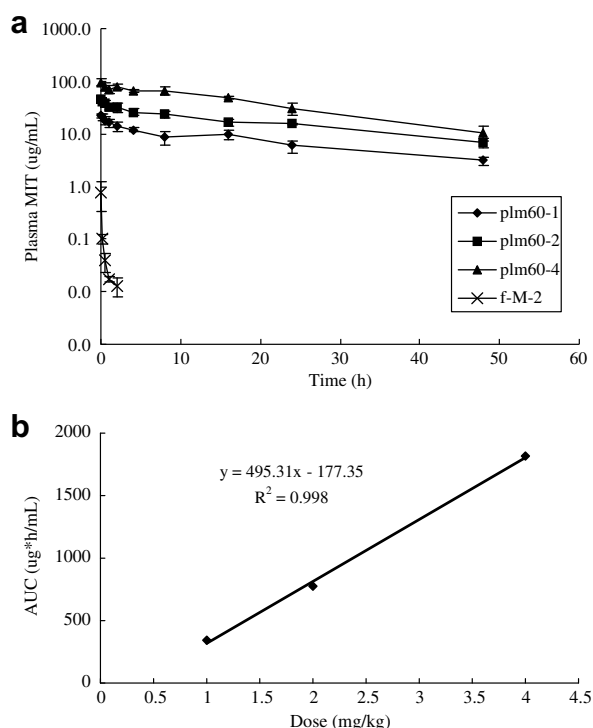 a
1000.0
100.0
10.0
1.0
0.1
0.0
0.0
Plasma MIT (ug/mL)
0 10 20 30 40 50 60
Time (h)
plm60-1
plm60-2
plm60-4
f-M-2
b
2000
1500
1000
500
0
AUC (ug*h/mL)
y = 495.31x - 177.35
R² = 0.998
0 0.5 1 1.5 2 2.5 3 3.5 4 4.5
Dose (mg/kg)